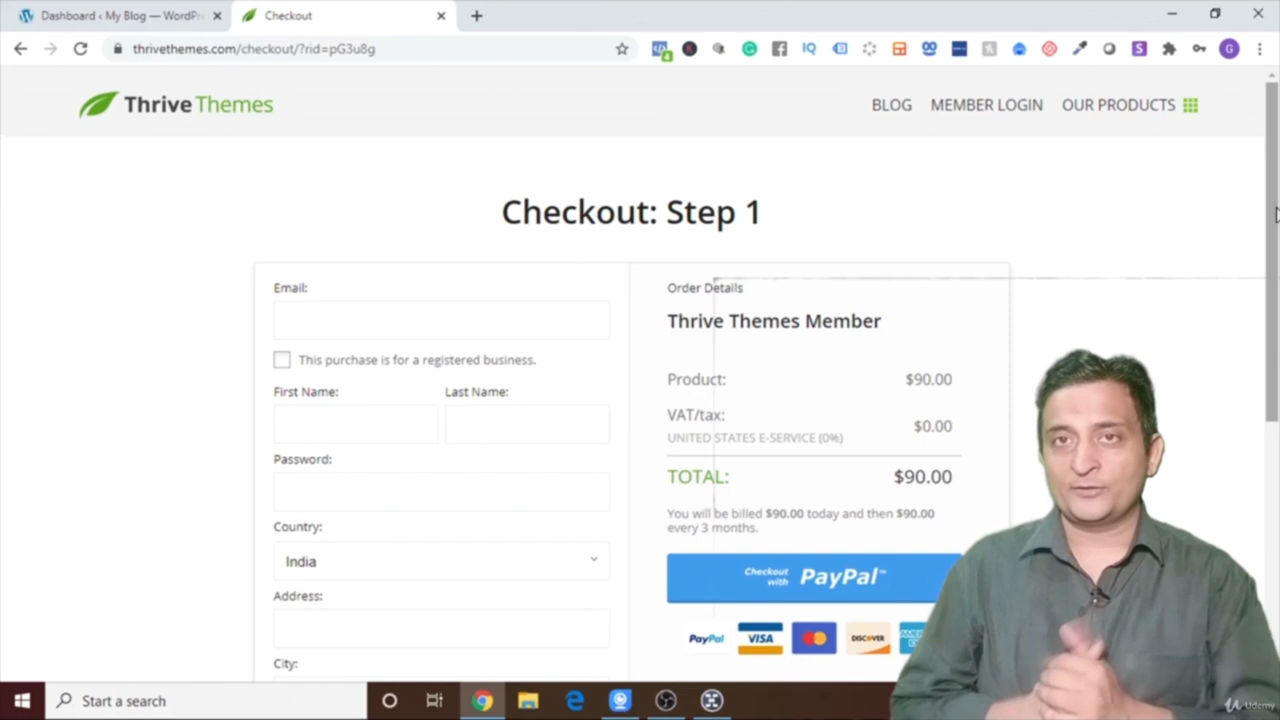 Dashboard ‹ My Blog — WordPr
Checkout
thrivethemes.com/checkout/?rid=pG3u8g
Thrive Themes
BLOG MEMBER LOGIN OUR PRODUCTS
Checkout: Step 1
Email:
This purchase is for a registered business.
First Name: Last Name:
Password:
Country:
India
Address:
City:
Order Details
Thrive Themes Member
Product: $90.00
VAT/tax: $0.00
UNITED STATES E-SERVICE (0%)
TOTAL: $90.00
You will be billed $90.00 today and then $90.00
every 3 months.
Checkout with PayPal™
PayPal VISA DISCOVER
Start a search
Udemy